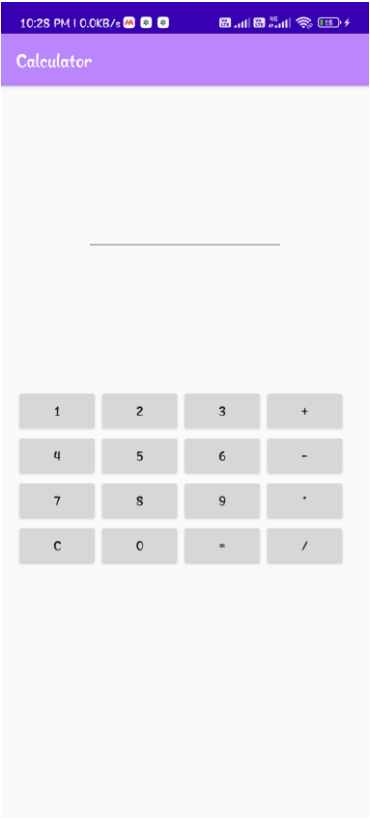 10:28 PM | 0.0KB/s
Calculator
1 2 3 +
4 5 6 -
7 8 9 *
C 0 = /